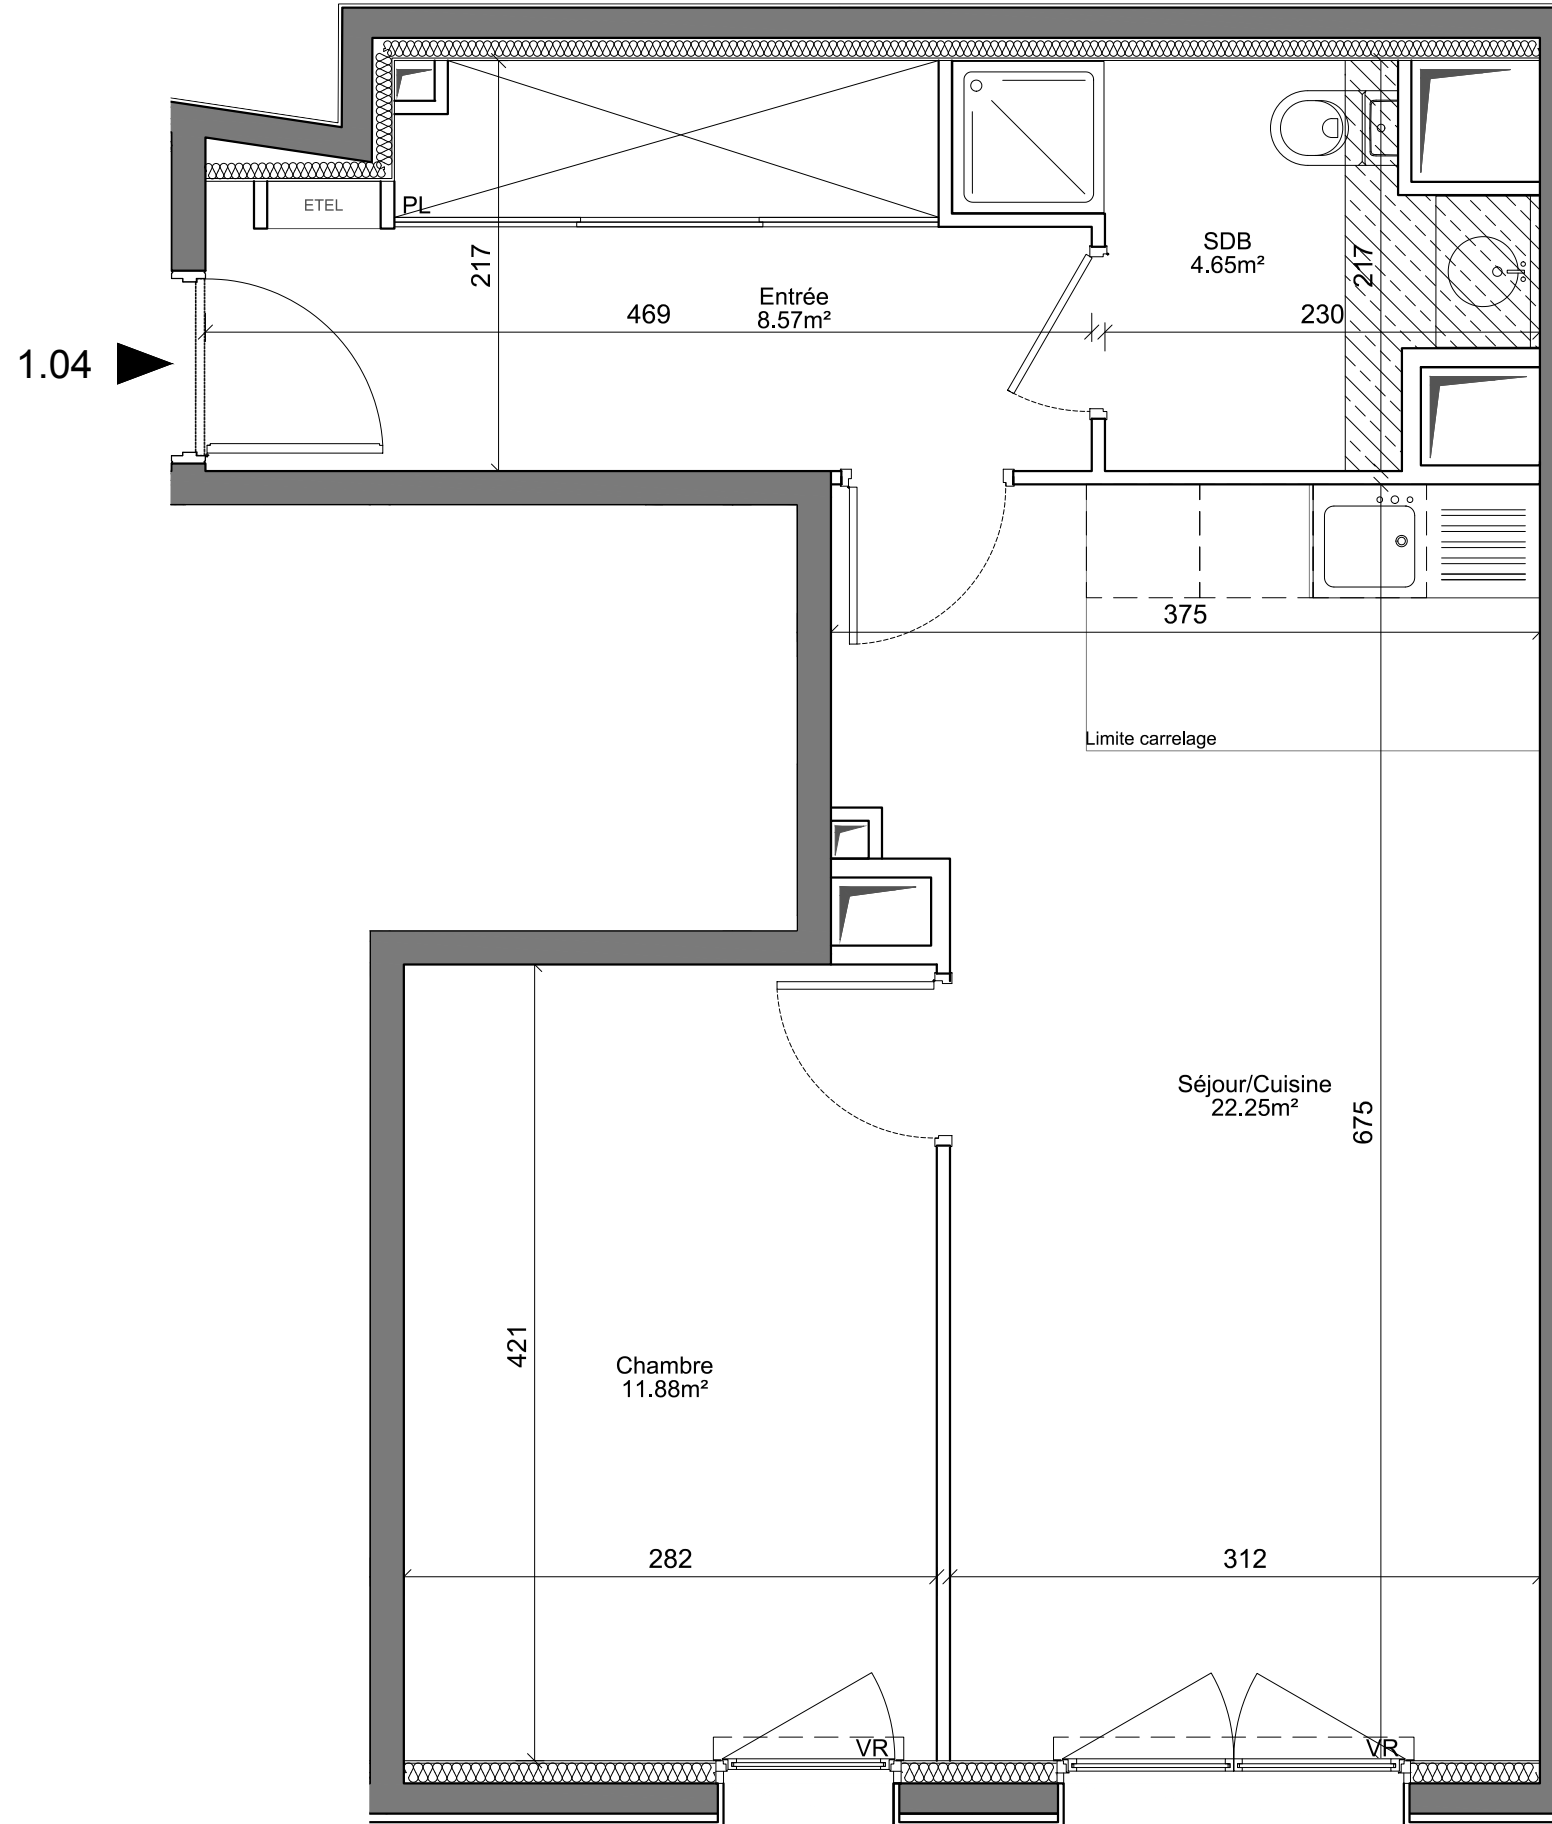 ETEL
PL
217
SDB
4.65m²
217
Entrée
8.57m²
469
230
1.04
375
Limite carrelage
Séjour/Cuisine
22.25m²
675
421
Chambre
11.88m²
282
312
VR
VR